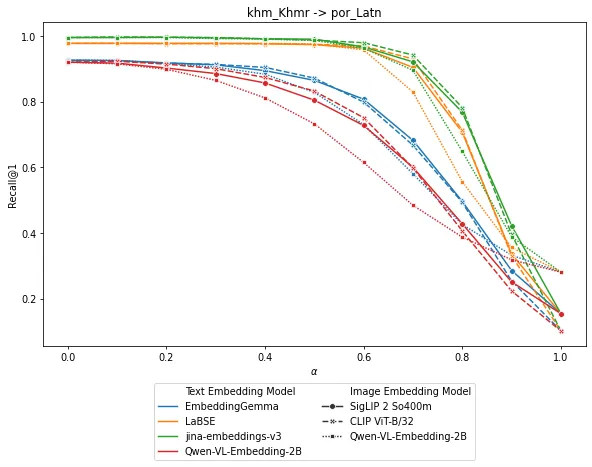 khm_Khmr -> por_Latn
Recall@1
1.0
0.8
0.6
0.4
0.2
0.0 0.2 0.4 0.6 0.8 1.0
α
Text Embedding Model
EmbeddingGemma
LaBSE
jina-embeddings-v3
Qwen-VL-Embedding-2B
Image Embedding Model
SigLIP 2 So400m
CLIP ViT-B/32
Qwen-VL-Embedding-2B